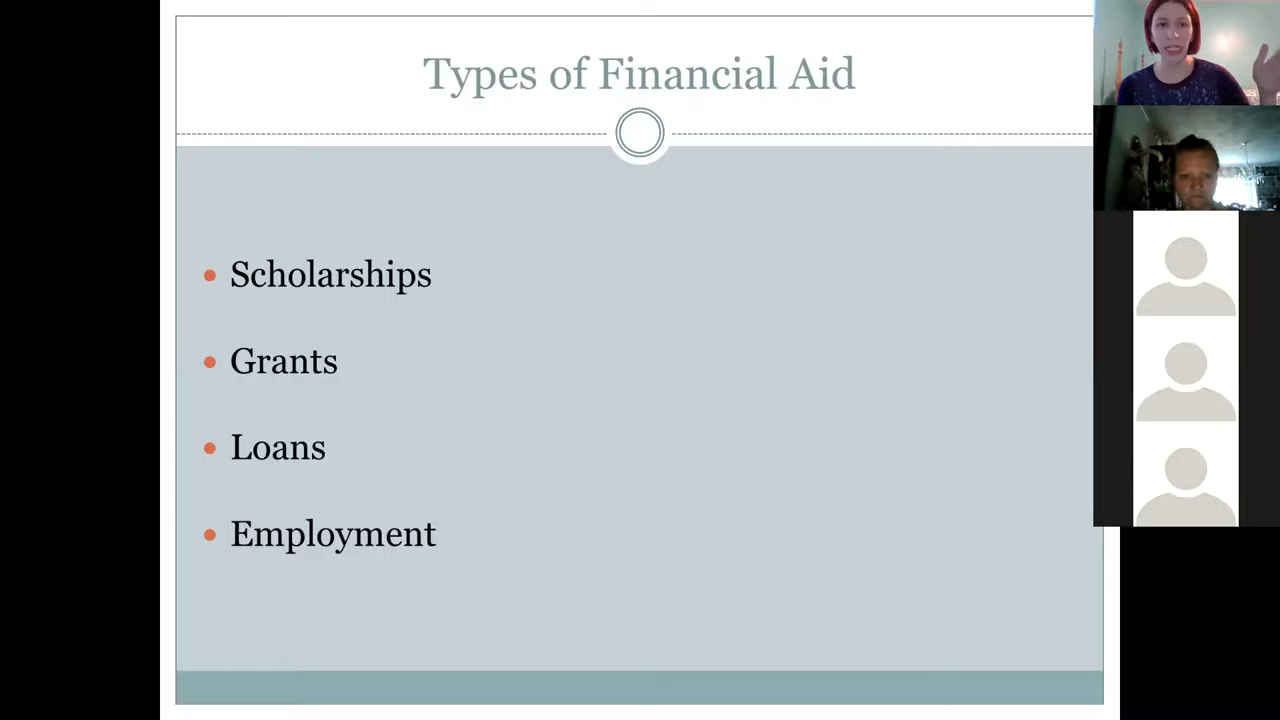 Types of Financial Aid
Scholarships
Grants
Loans
Employment